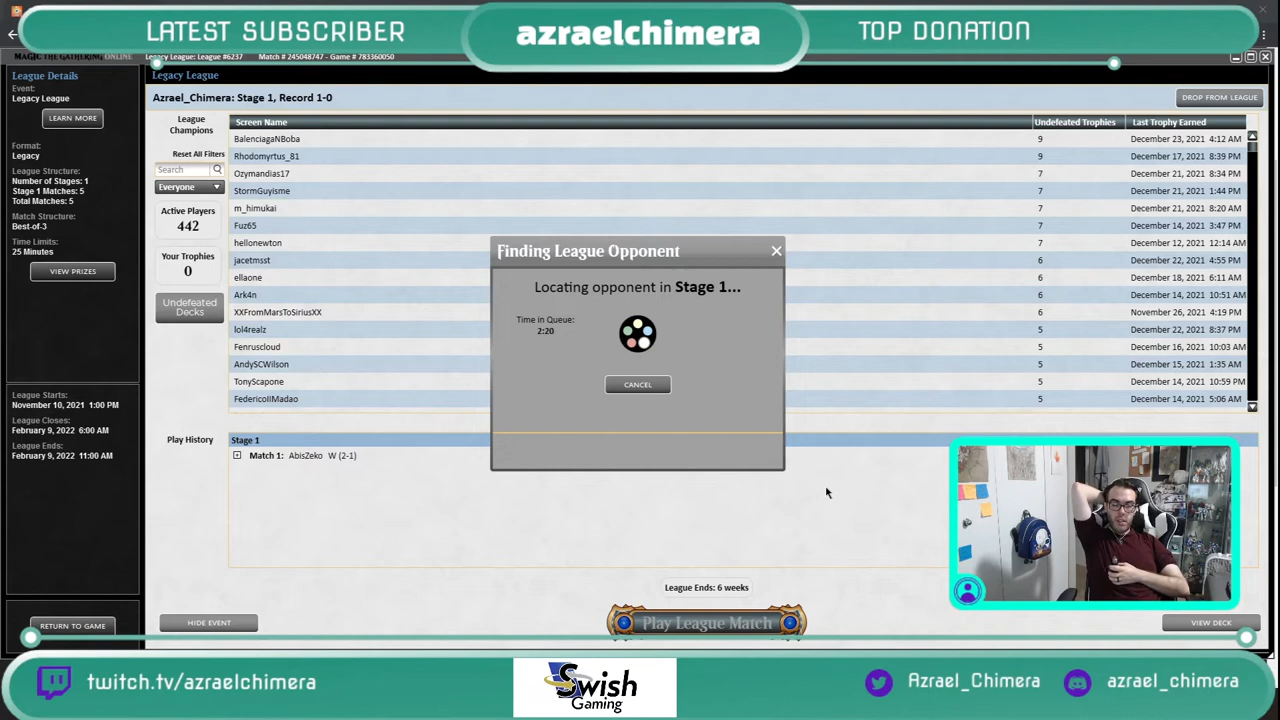 LATEST SUBSCRIBER
azraelchimera
TOP DONATION
MAGIC THE GATHERING ONLINE
Legacy League: League #6237
Match # 245048747 - Game # 783360050
League Details
Event:
Legacy League
LEARN MORE
Format:
Legacy
League Structure:
Number of Stages: 1
Stage 1 Matches: 5
Total Matches: 5
Match Structure:
Best-of-3
Time Limits:
25 Minutes
VIEW PRIZES
League Starts:
November 10, 2021 1:00 PM
League Closes:
February 9, 2022 6:00 AM
League Ends:
February 9, 2022 11:00 AM
RETURN TO GAME
Legacy League
Azrael_Chimera: Stage 1, Record 1-0
DROP FROM LEAGUE
League
Champions
Reset All Filters
Search
Everyone
Active Players
442
Your Trophies
0
Undefeated
Decks
Screen Name Undefeated Trophies Last Trophy Earned
BalenciagaNBoba 9 December 23, 2021 4:12 AM
Rhodomyrtus_81 9 December 17, 2021 8:39 PM
Ozymandias17 7 December 21, 2021 8:34 PM
StormGuyisme 7 December 21, 2021 1:44 PM
m_himukai 7 December 21, 2021 8:20 AM
Fuz65 7 December 14, 2021 3:47 PM
hellonewton 7 December 12, 2021 12:14 AM
jacetmsst 6 December 22, 2021 4:55 PM
ellaone 6 December 18, 2021 6:11 AM
Ark4n 6 December 14, 2021 10:51 AM
XXFromMarsToSiriusXX 6 November 26, 2021 4:19 PM
lol4realz 5 December 22, 2021 8:37 PM
Fenruscloud 5 December 16, 2021 10:03 AM
AndySCWilson 5 December 15, 2021 1:35 AM
TonyScapone 5 December 14, 2021 10:59 PM
FedericoIIMadao 5 December 14, 2021 5:06 AM
Finding League Opponent
Locating opponent in Stage 1...
Time in Queue:
2:20
CANCEL
Play History
Stage 1
Match 1: AbisZeko W (2-1)
League Ends: 6 weeks
HIDE EVENT
Play League Match
VIEW DECK
twitch.tv/azraelchimera
Swish
Gaming
Azrael_Chimera
azrael_chimera